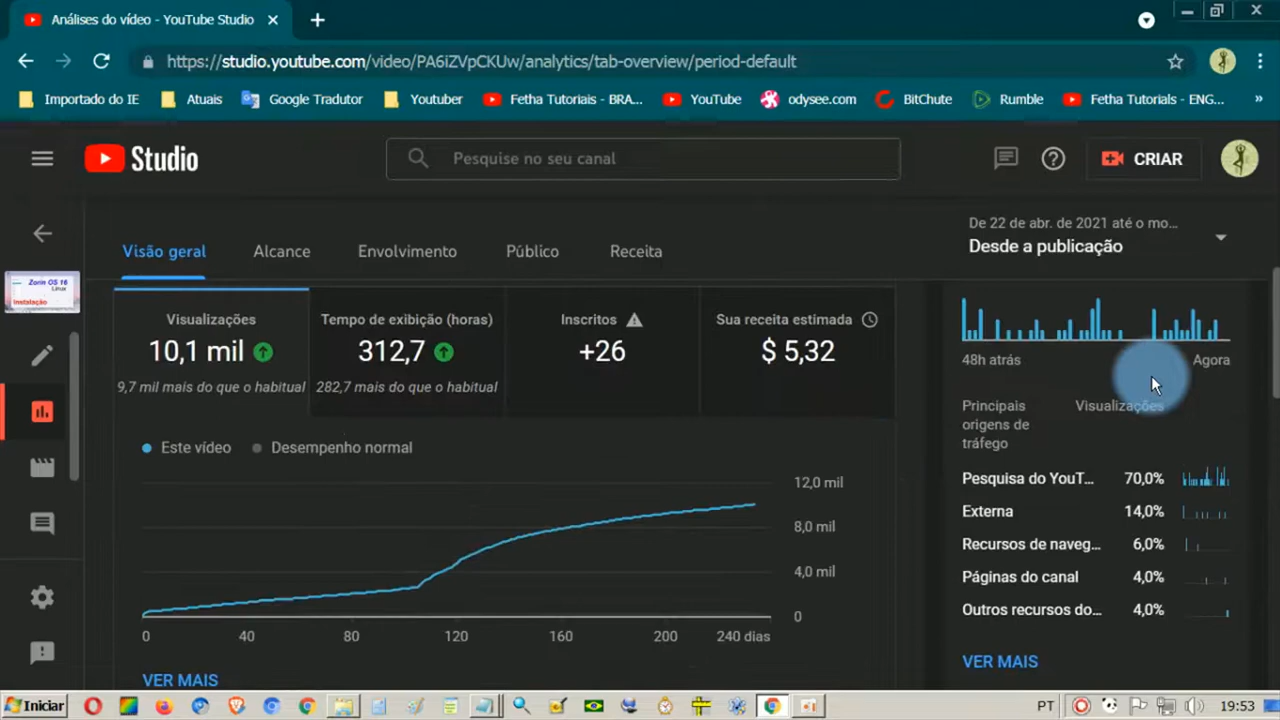 Análises do vídeo - YouTube Studio
https://studio.youtube.com/video/PA6iZVpCKUw/analytics/tab-overview/period-default
Importado do IE Atuais Google Tradutor Youtuber Fetha Tutoriais - BRA... YouTube odysee.com BitChute Rumble Fetha Tutorials - ENG... »
Studio
Pesquise no seu canal
CRIAR
De 22 de abr. de 2021 até o mo...
Desde a publicação
Visão geral Alcance Envolvimento Público Receita
Visualizações
10,1 mil
9,7 mil mais do que o habitual
Tempo de exibição (horas)
312,7
282,7 mais do que o habitual
Inscritos
+26
Sua receita estimada
$ 5,32
Zorin OS 16
Linux
Instalação
Este vídeo Desempenho normal
12,0 mil
8,0 mil
4,0 mil
0
0 40 80 120 160 200 240 dias
VER MAIS
48h atrás Agora
Principais origens de tráfego Visualizações
Pesquisa do YouT... 70,0%
Externa 14,0%
Recursos de naveg... 6,0%
Páginas do canal 4,0%
Outros recursos do... 4,0%
VER MAIS
Iniciar PT 19:53